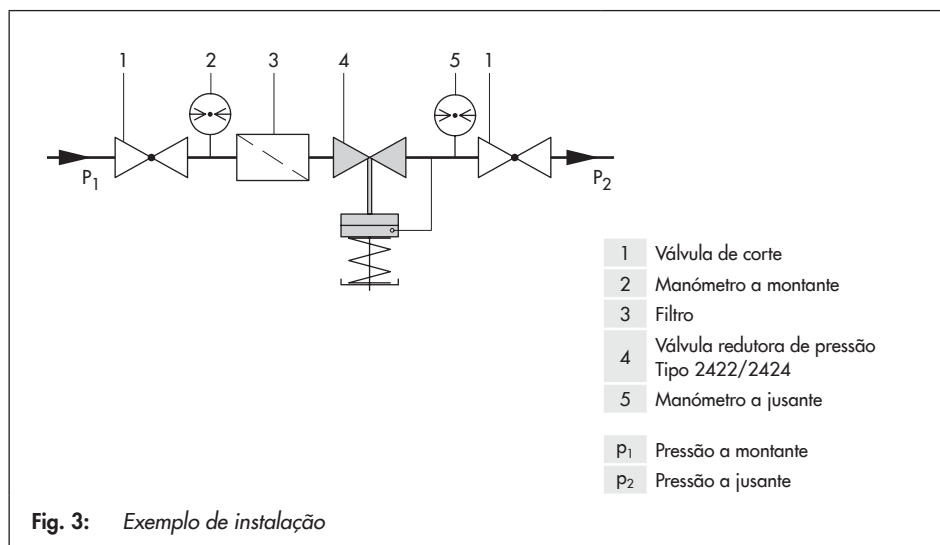 1 2 3 4 5 1
P1 P2
1 Válvula de corte
2 Manómetro a montante
3 Filtro
4 Válvula redutora de pressão
Tipo 2422/2424
5 Manómetro a jusante
p1 Pressão a montante
p2 Pressão a jusante
Fig. 3: Exemplo de instalação